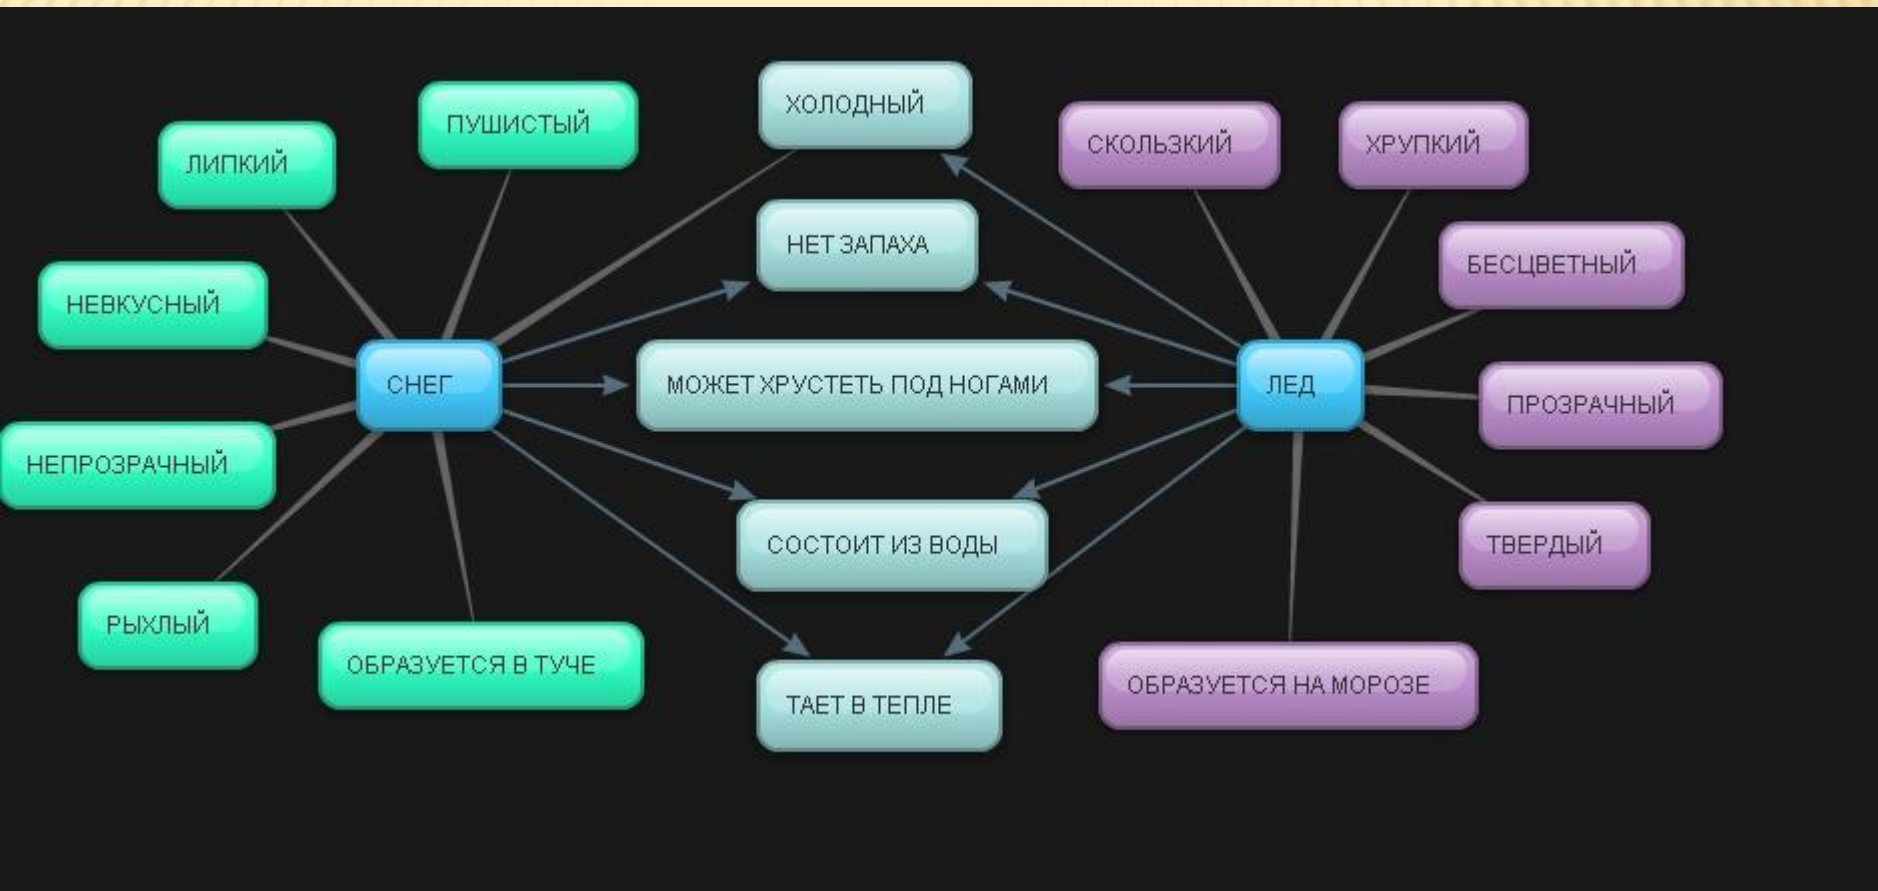 ХОЛОДНЫЙ
ПУШИСТЫЙ
СКОЛЬЗКИЙ
ХРУПКИЙ
ЛИПКИЙ
НЕТ ЗАПАХА
БЕСЦВЕТНЫЙ
НЕВКУСНЫЙ
СНЕГ
МОЖЕТ ХРУСТЕТЬ ПОД НОГАМИ
ЛЕД
ПРОЗРАЧНЫЙ
НЕПРОЗРАЧНЫЙ
СОСТОИТ ИЗ ВОДЫ
ТВЕРДЫЙ
РЫХЛЫЙ
ОБРАЗУЕТСЯ В ТУЧЕ
ОБРАЗУЕТСЯ НА МОРОЗЕ
ТАЕТ В ТЕПЛЕ